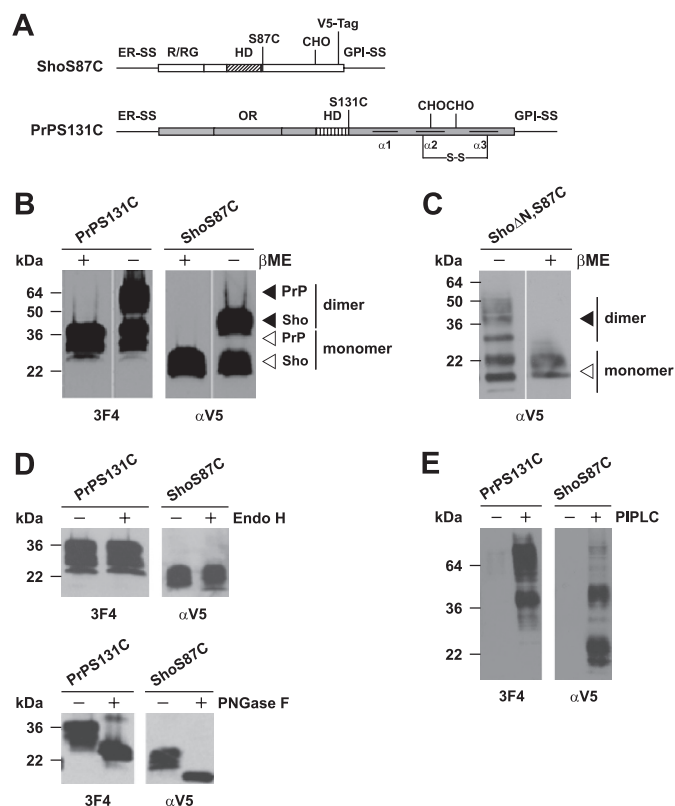 A
V5-Tag
S87C
CHO
ER-SS R/RG HD GPI-SS
ShoS87C
S131C
CHOCHO
ER-SS OR HD GPI-SS
PrPS131C
α1 α2 α3
S-S
B
PrPS131C ShoS87C
kDa + − + − βME
64
50
36
22
PrP
Sho
dimer
PrP
Sho
monomer
3F4 αV5
C
ShoΔN,S87C
kDa − + βME
64
50
36
22
dimer
monomer
αV5
D
PrPS131C ShoS87C
kDa − + − + Endo H
36
22
3F4 αV5
PrPS131C ShoS87C
kDa − + − + PNGase F
36
22
3F4 αV5
E
PrPS131C ShoS87C
kDa − + − + PIPLC
64
36
22
3F4 αV5